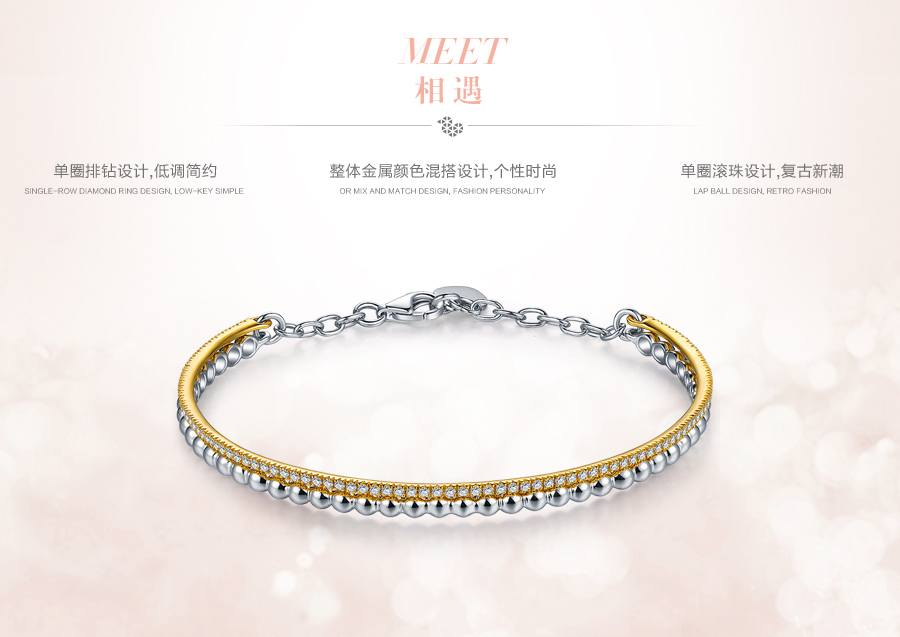 MEET
相遇
单圈排钻设计,低调简约
SINGLE-ROW DIAMOND RING DESIGN, LOW-KEY SIMPLE
整体金属颜色混搭设计,个性时尚
OR MIX AND MATCH DESIGN, FASHION PERSONALITY
单圈滚珠设计,复古新潮
LAP BALL DESIGN, RETRO FASHION